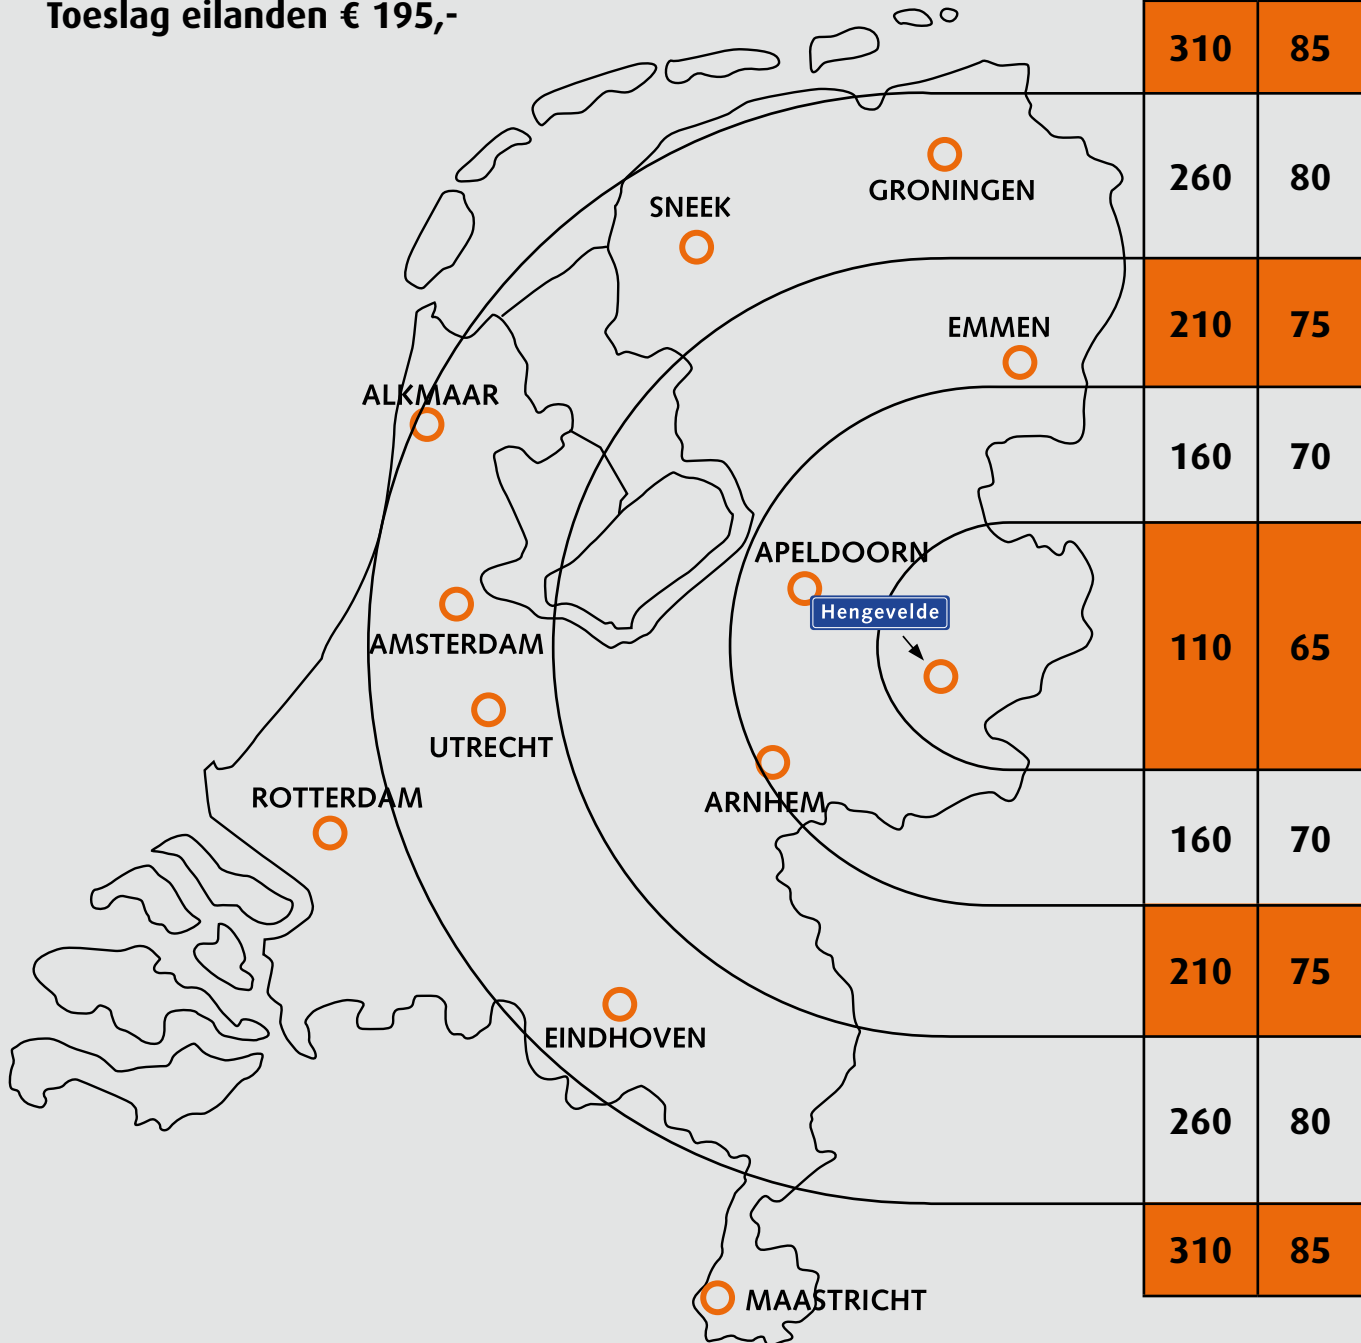 Toeslag eilanden € 195,-
310 85
GRONINGEN
260 80
SNEEK
EMMEN
210 75
ALKMAAR
160 70
APELDOORN
Hengevelde
AMSTERDAM
110 65
UTRECHT
ROTTERDAM
ARNHEM
160 70
210 75
EINDHOVEN
260 80
310 85
MAASTRICHT